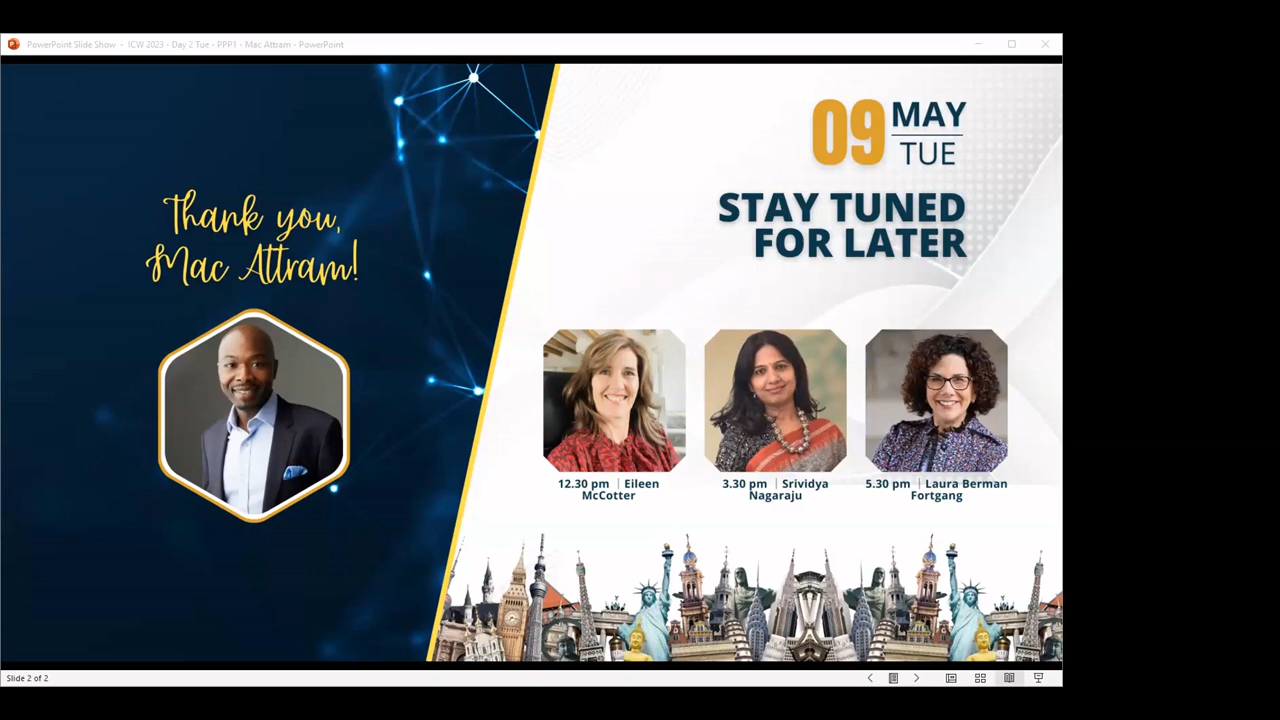 PowerPoint Slide Show - ICW 2023 - Day 2 Tue - PPP1 - Mac Attram - PowerPoint
Thank you,
Mac Attram!
09 MAY
TUE
STAY TUNED
FOR LATER
12.30 pm | Eileen
McCotter
3.30 pm | Srividya
Nagaraju
5.30 pm | Laura Berman
Fortgang
Slide 2 of 2